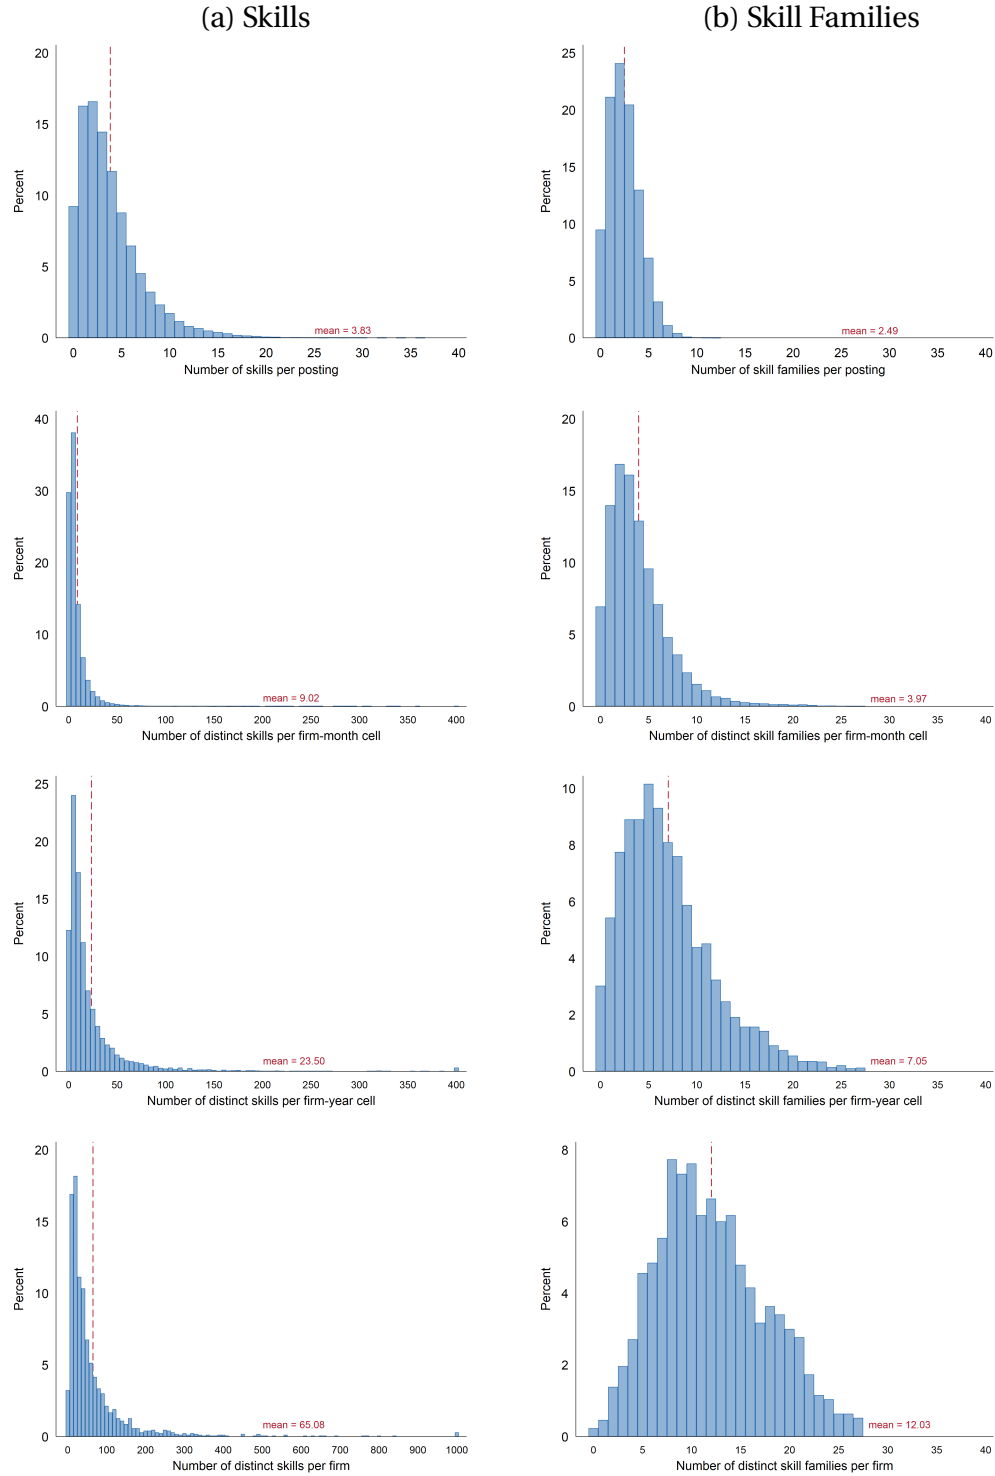 (a) Skills
20
15
10
5
0
Percent
mean = 3.83
0 5 10 15 20 25 30 35 40
Number of skills per posting
(b) Skill Families
25
20
15
10
5
0
Percent
mean = 2.49
0 5 10 15 20 25 30 35 40
Number of skill families per posting
40
30
20
10
0
Percent
mean = 9.02
0 50 100 150 200 250 300 350 400
Number of distinct skills per firm-month cell
20
15
10
5
0
Percent
mean = 3.97
0 5 10 15 20 25 30 35 40
Number of distinct skill families per firm-month cell
25
20
15
10
5
0
Percent
mean = 23.50
0 50 100 150 200 250 300 350 400
Number of distinct skills per firm-year cell
10
8
6
4
2
0
Percent
mean = 7.05
0 5 10 15 20 25 30 35 40
Number of distinct skill families per firm-year cell
20
15
10
5
0
Percent
mean = 65.08
0 100 200 300 400 500 600 700 800 900 1000
Number of distinct skills per firm
8
6
4
2
0
Percent
mean = 12.03
0 5 10 15 20 25 30 35 40
Number of distinct skill families per firm